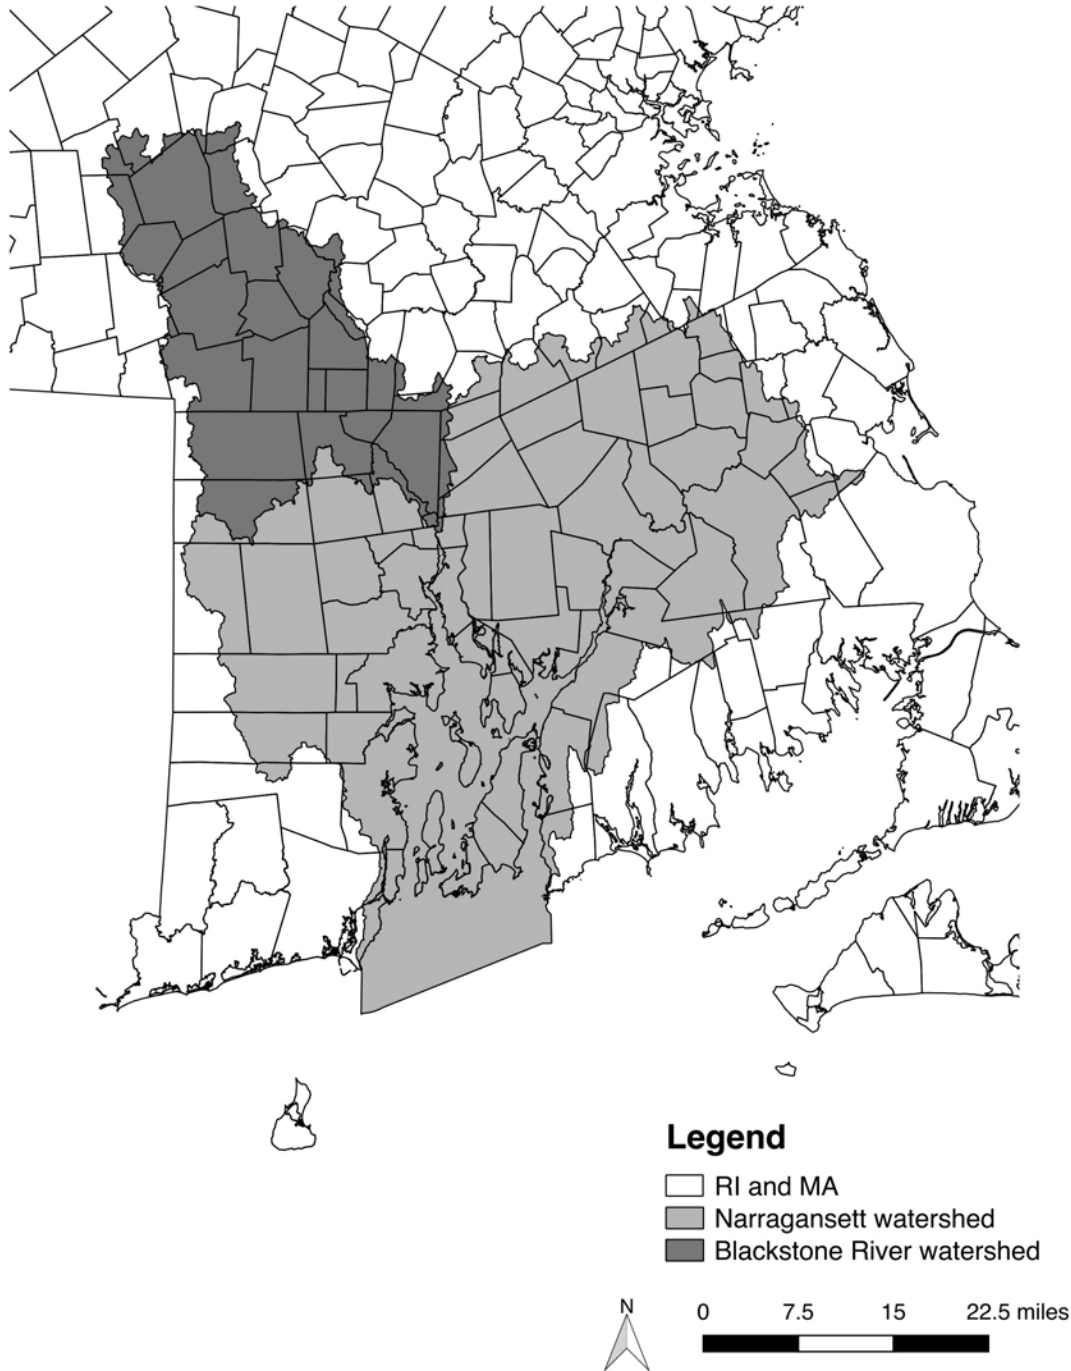 Legend
RI and MA
Narragansett watershed
Blackstone River watershed
N
0 7.5 15 22.5 miles